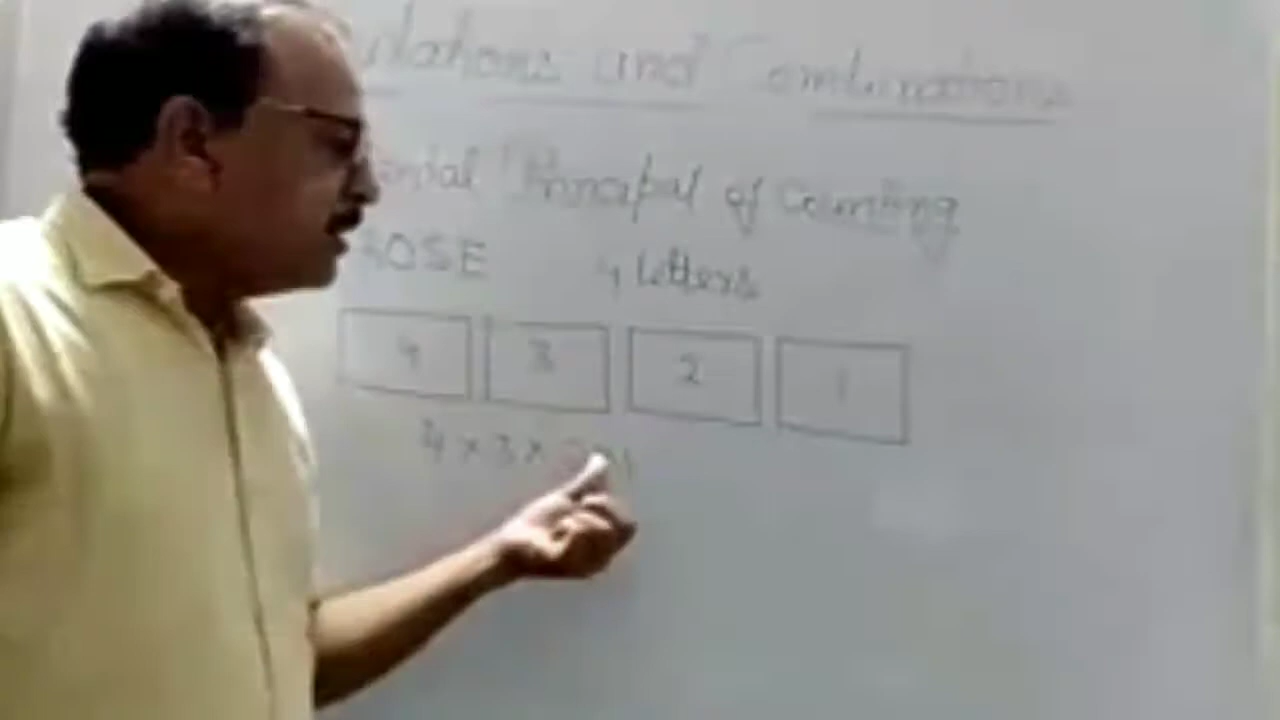 and Combinations
Principal of Counting
OSE 4 Letters
4 3 2 1
4 × 3 ×